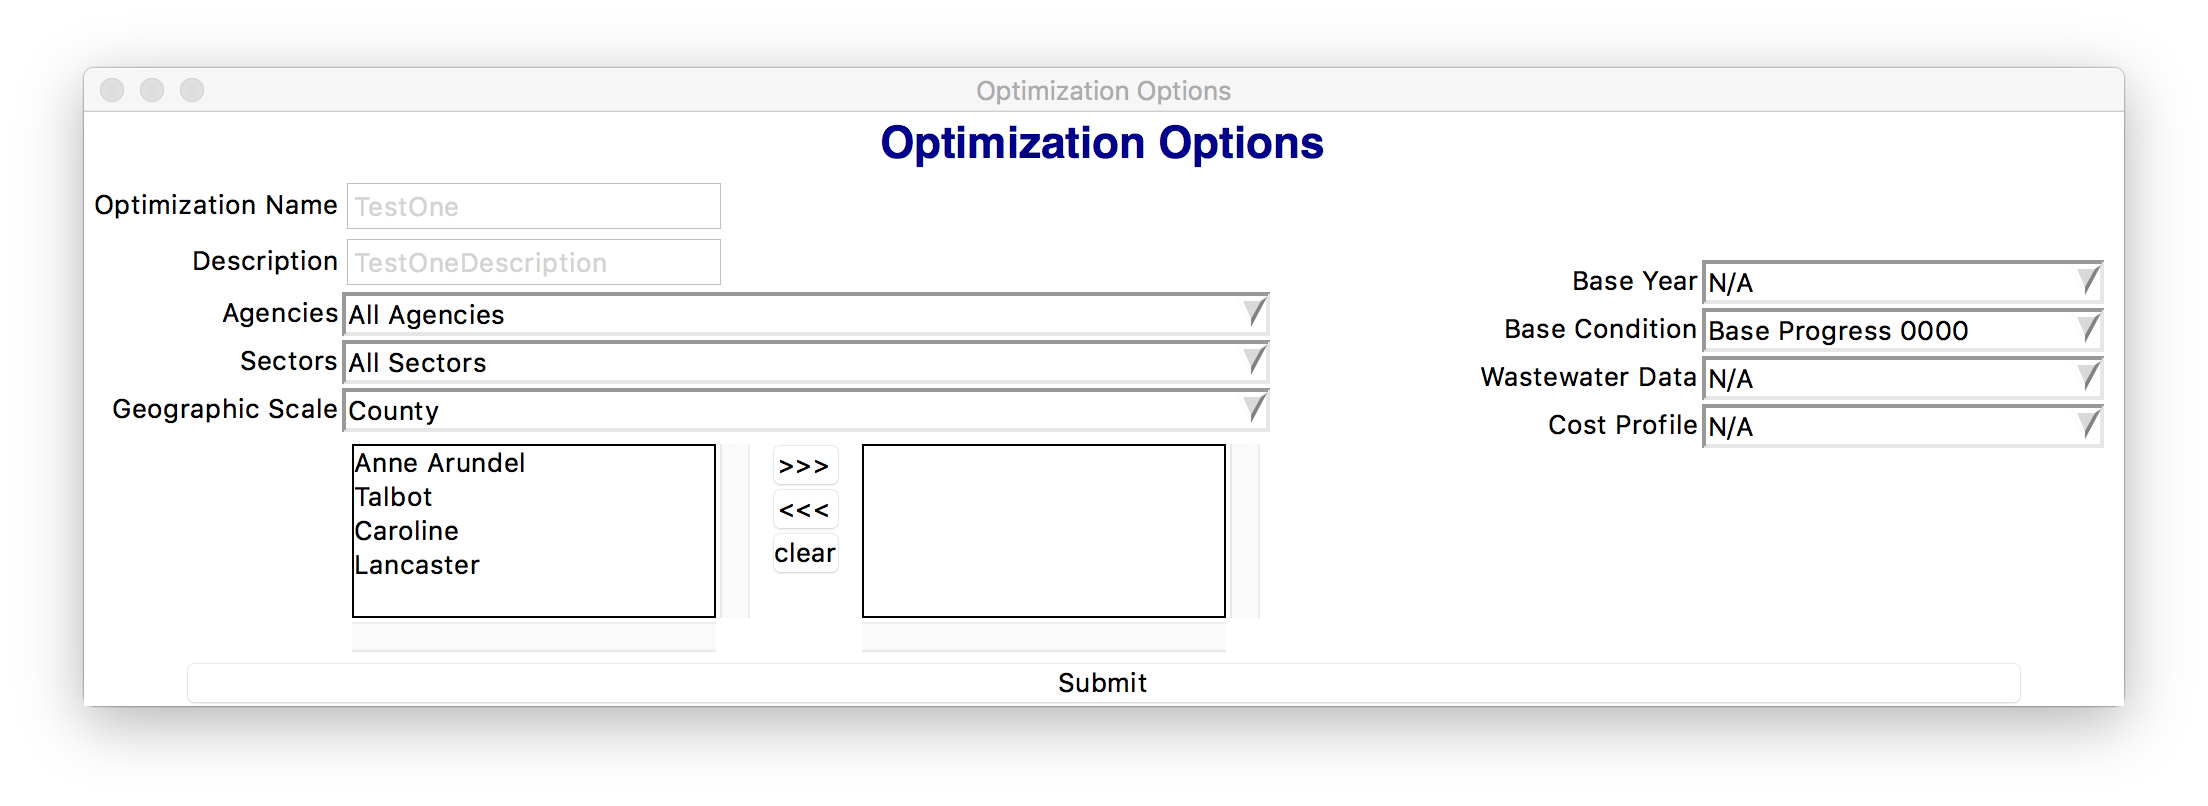 Optimization Options
Optimization Options
Optimization Name TestOne
Description TestOneDescription
Agencies All Agencies
Sectors All Sectors
Geographic Scale County
Base Year N/A
Base Condition Base Progress 0000
Wastewater Data N/A
Cost Profile N/A
Anne Arundel
Talbot
Caroline
Lancaster
>>>
<<<
clear
Submit